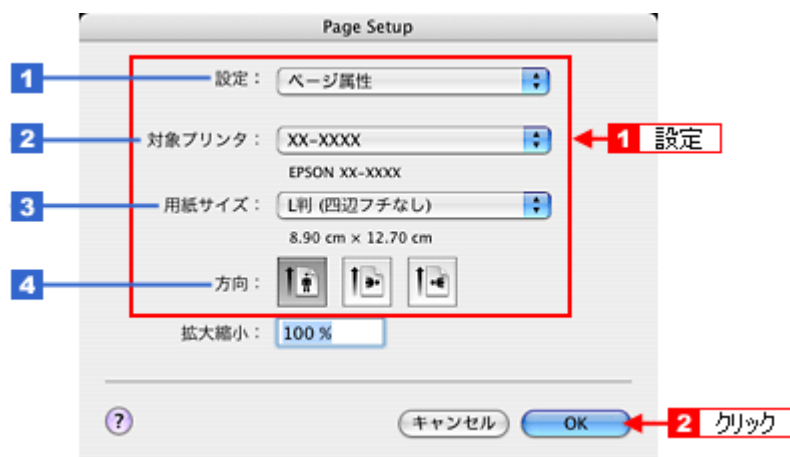 Page Setup
1 設定： ページ属性
2 対象プリンタ： XX-XXXX
1 設定
EPSON XX-XXXX
3 用紙サイズ： L判 (四辺フチなし)
8.90 cm × 12.70 cm
4 方向：
拡大縮小： 100 %
? キャンセル OK
2 クリック